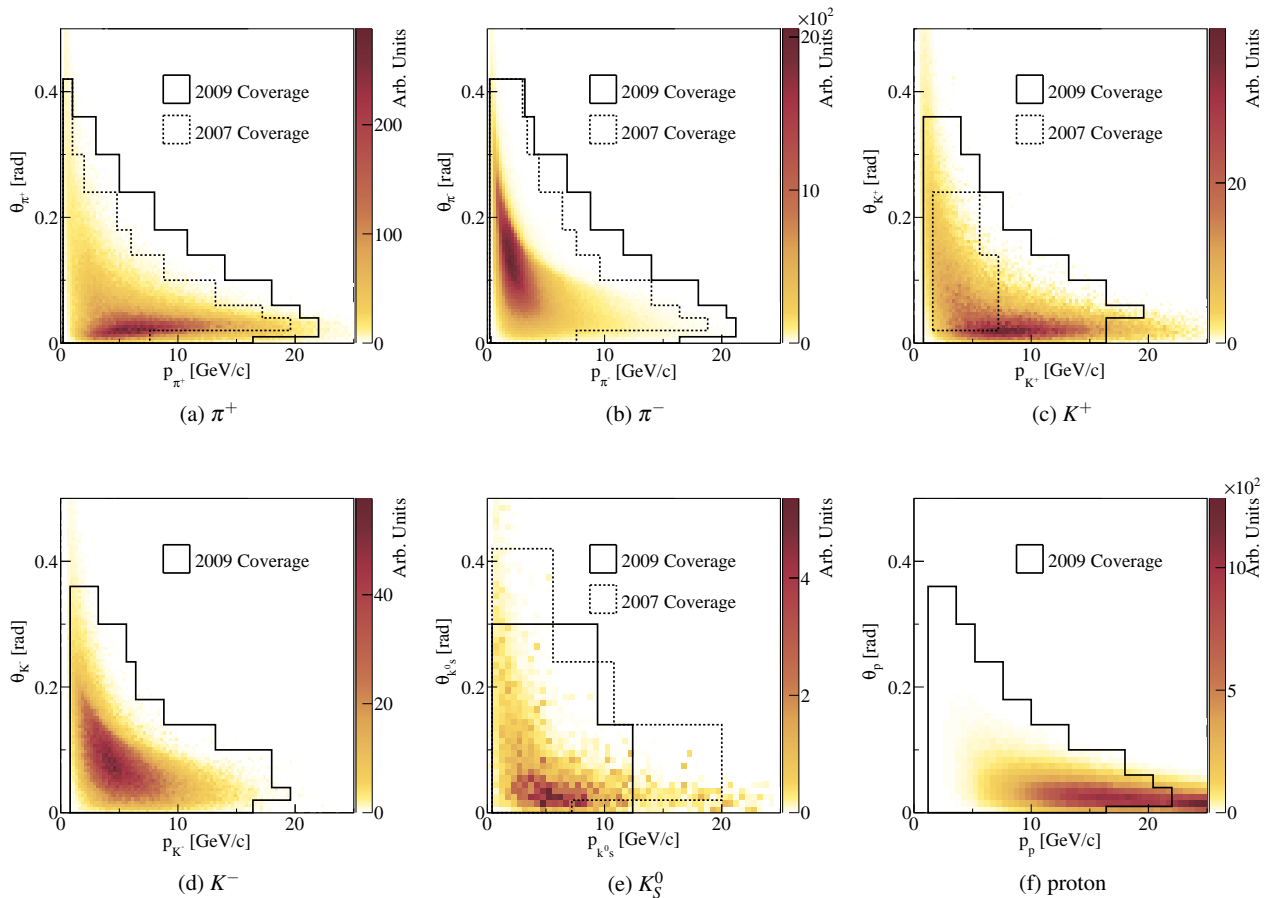 ×10²
Arb. Units
θπ⁺ [rad]
0.4
0.2
0
2009 Coverage
2007 Coverage
200
100
0
0 10 20
pπ⁺ [GeV/c]
(a) π⁺
Arb. Units
θπ⁻ [rad]
0.4
0.2
0
2009 Coverage
2007 Coverage
20
10
0
0 10 20
pπ⁻ [GeV/c]
(b) π⁻
Arb. Units
θK⁺ [rad]
0.4
0.2
0
2009 Coverage
2007 Coverage
20
0
0 10 20
pK⁺ [GeV/c]
(c) K⁺
Arb. Units
θK⁻ [rad]
0.4
0.2
0
2009 Coverage
40
20
0
0 10 20
pK⁻ [GeV/c]
(d) K⁻
Arb. Units
θk⁰s [rad]
0.4
0.2
0
2009 Coverage
2007 Coverage
4
2
0
0 10 20
pk⁰s [GeV/c]
(e) K⁰S
×10²
Arb. Units
θp [rad]
0.4
0.2
0
2009 Coverage
10
5
0
0 10 20
pp [GeV/c]
(f) proton